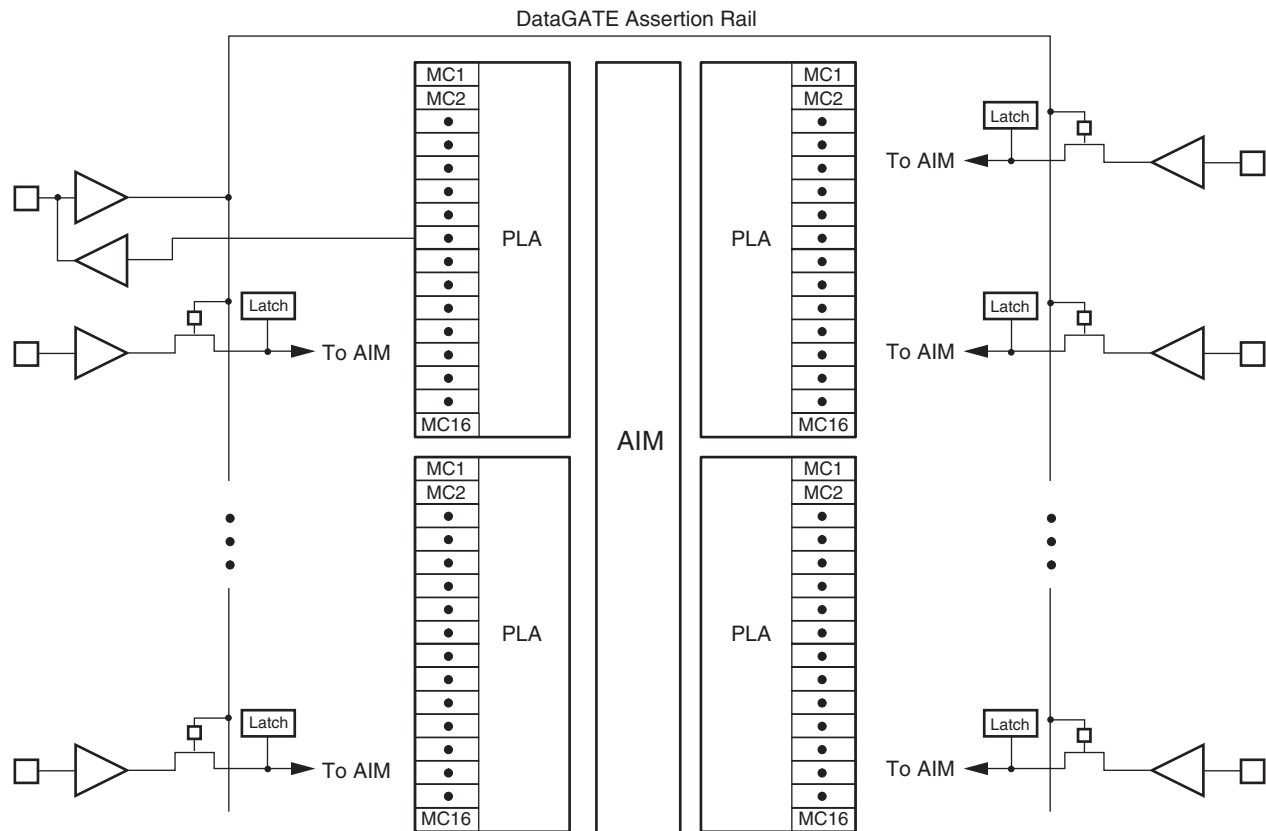 DataGATE Assertion Rail
MC1
MC2
PLA
MC16
MC1
MC2
PLA
MC16
AIM
MC1
MC2
PLA
MC16
MC1
MC2
PLA
MC16
Latch
To AIM
Latch
To AIM
Latch
To AIM
Latch
To AIM
Latch
To AIM